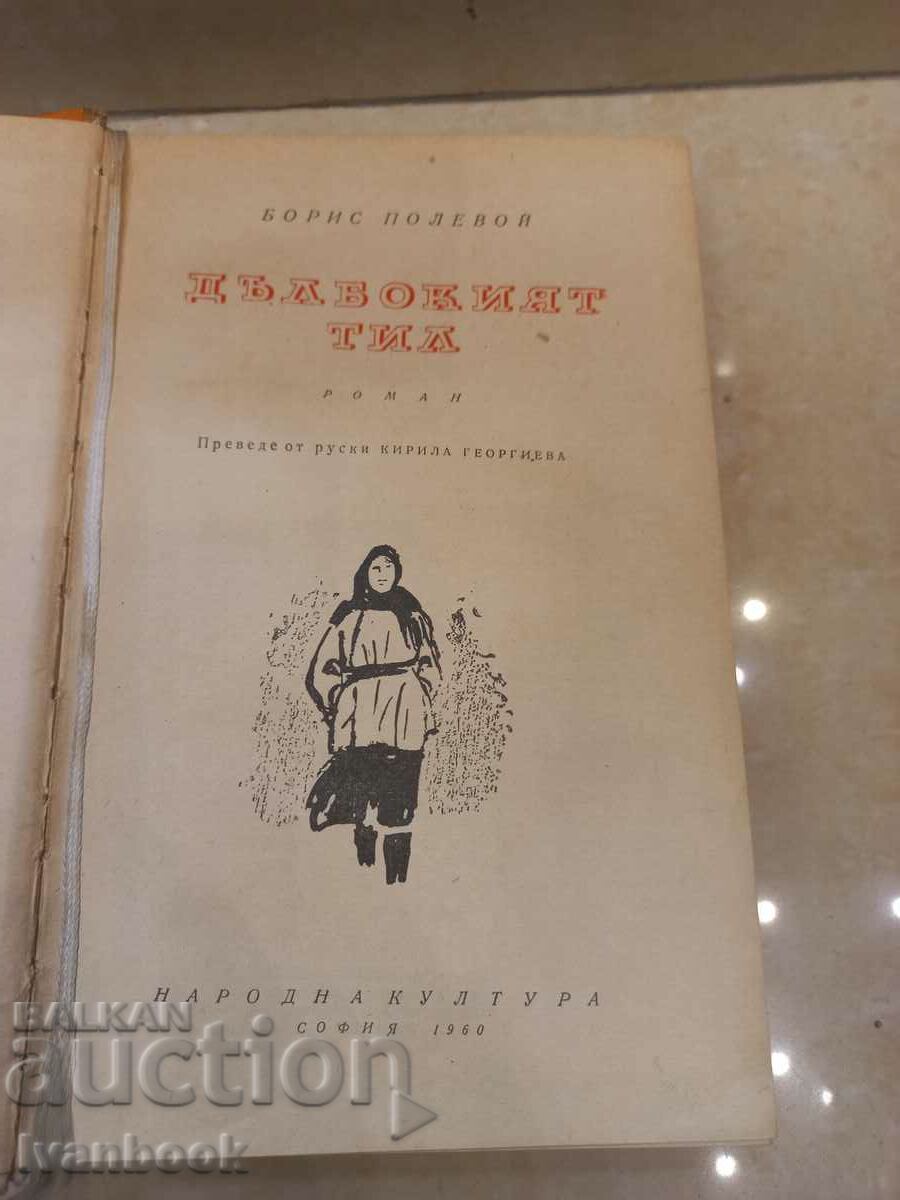 БОРИС ПОЛЕВОЙ
ДЪЛБОКИЯТ
ТИЛ
РОМАН
Преведе от руски КИРИЛА ГЕОРГИЕВА
НАРОДНА КУЛТУРА
СОФИЯ 1960
BALKAN
auction
Ivanbook